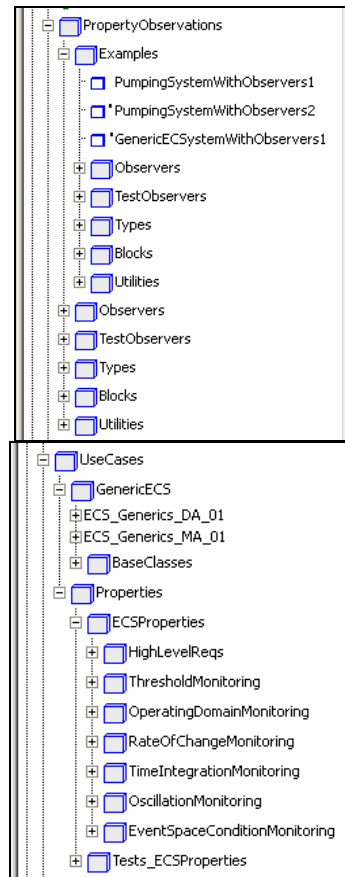 PropertyObservations
Examples
PumpingSystemWithObservers1
PumpingSystemWithObservers2
GenericECSystemWithObservers1
Observers
TestObservers
Types
Blocks
Utilities
Observers
TestObservers
Types
Blocks
Utilities
UseCases
GenericECS
ECS_Generics_DA_01
ECS_Generics_MA_01
BaseClasses
Properties
ECSProperties
HighLevelReqs
ThresholdMonitoring
OperatingDomainMonitoring
RateOfChangeMonitoring
TimeIntegrationMonitoring
OscillationMonitoring
EventSpaceConditionMonitoring
Tests_ECSProperties